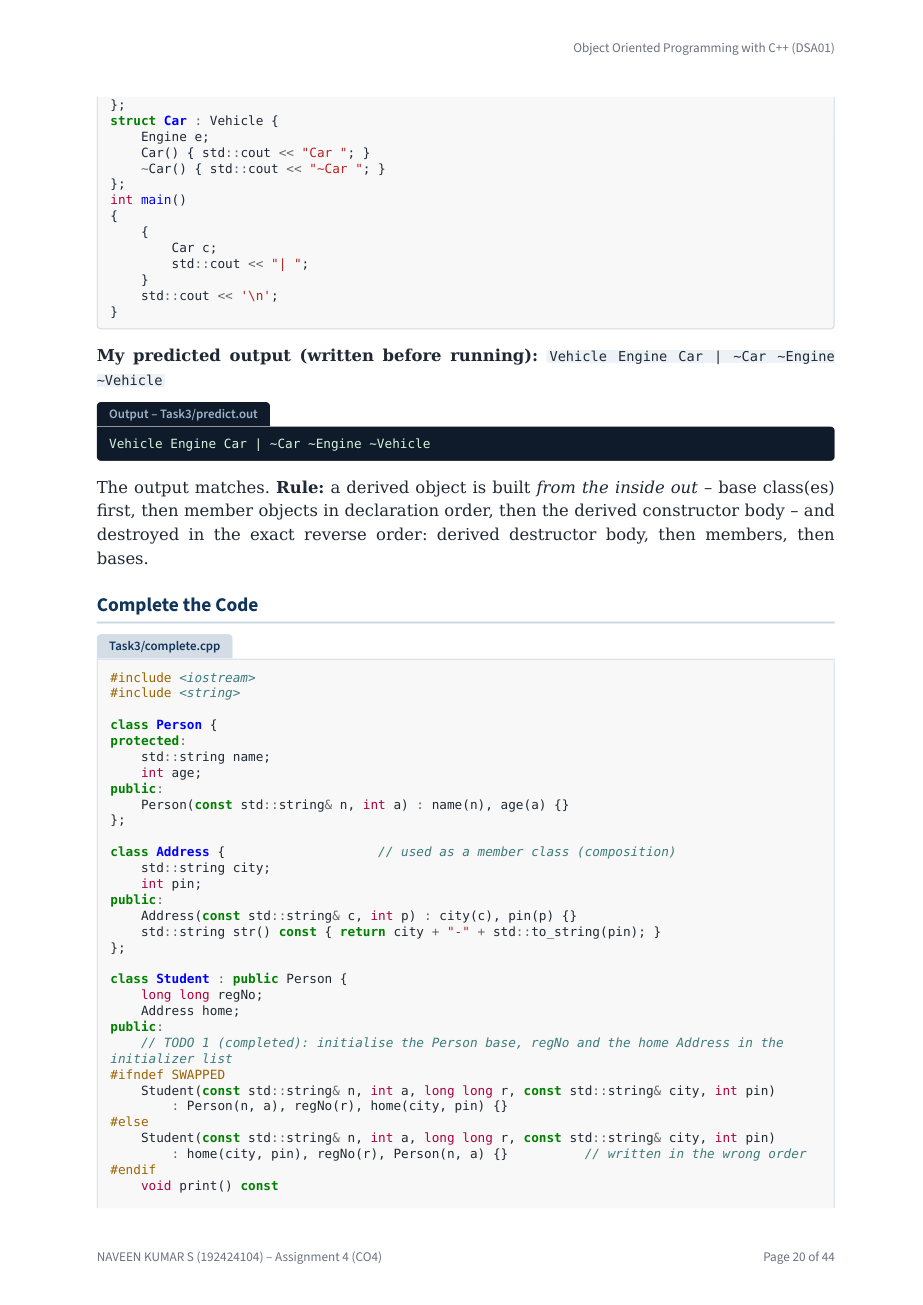 Object Oriented Programming with C++ (DSA01)
};
struct Car : Vehicle {
    Engine e;
    Car() { std::cout << "Car "; }
    ~Car() { std::cout << "~Car "; }
};
int main()
{
    {
        Car c;
        std::cout << "| ";
    }
    std::cout << '\n';
}
My predicted output (written before running): Vehicle Engine Car | ~Car ~Engine
~Vehicle
Output – Task3/predict.out
Vehicle Engine Car | ~Car ~Engine ~Vehicle
The output matches. Rule: a derived object is built from the inside out – base class(es)
first, then member objects in declaration order, then the derived constructor body – and
destroyed in the exact reverse order: derived destructor body, then members, then
bases.
Complete the Code
Task3/complete.cpp
#include <iostream>
#include <string>
class Person {
protected:
    std::string name;
    int age;
public:
    Person(const std::string& n, int a) : name(n), age(a) {}
};
class Address {                    // used as a member class (composition)
    std::string city;
    int pin;
public:
    Address(const std::string& c, int p) : city(c), pin(p) {}
    std::string str() const { return city + "-" + std::to_string(pin); }
};
class Student : public Person {
    long long regNo;
    Address home;
public:
    // TODO 1 (completed): initialise the Person base, regNo and the home Address in the
initializer list
#ifndef SWAPPED
    Student(const std::string& n, int a, long long r, const std::string& city, int pin)
        : Person(n, a), regNo(r), home(city, pin) {}
#else
    Student(const std::string& n, int a, long long r, const std::string& city, int pin)
        : home(city, pin), regNo(r), Person(n, a) {}          // written in the wrong order
#endif
    void print() const
NAVEEN KUMAR S (192424104) – Assignment 4 (CO4)
Page 20 of 44